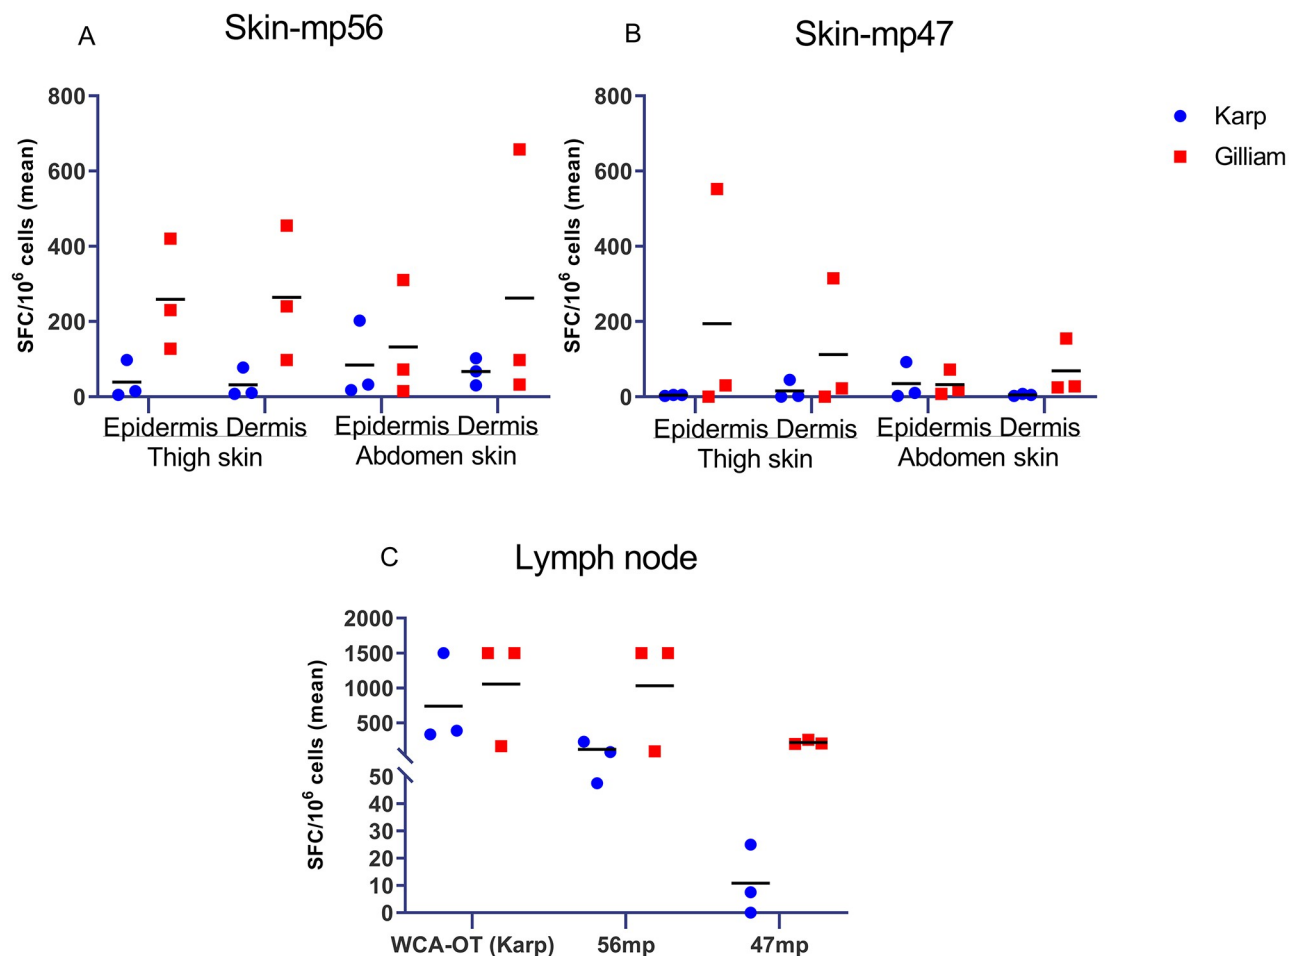 A
Skin-mp56
B
Skin-mp47
800
600
400
200
0
SFC/10⁶ cells (mean)
Epidermis Dermis
Epidermis Dermis
Thigh skin
Abdomen skin
800
600
400
200
0
SFC/10⁶ cells (mean)
Epidermis Dermis
Epidermis Dermis
Thigh skin
Abdomen skin
Karp
Gilliam
C
Lymph node
2000
1500
1000
500
50
40
30
20
10
0
SFC/10⁶ cells (mean)
WCA-OT (Karp)
56mp
47mp